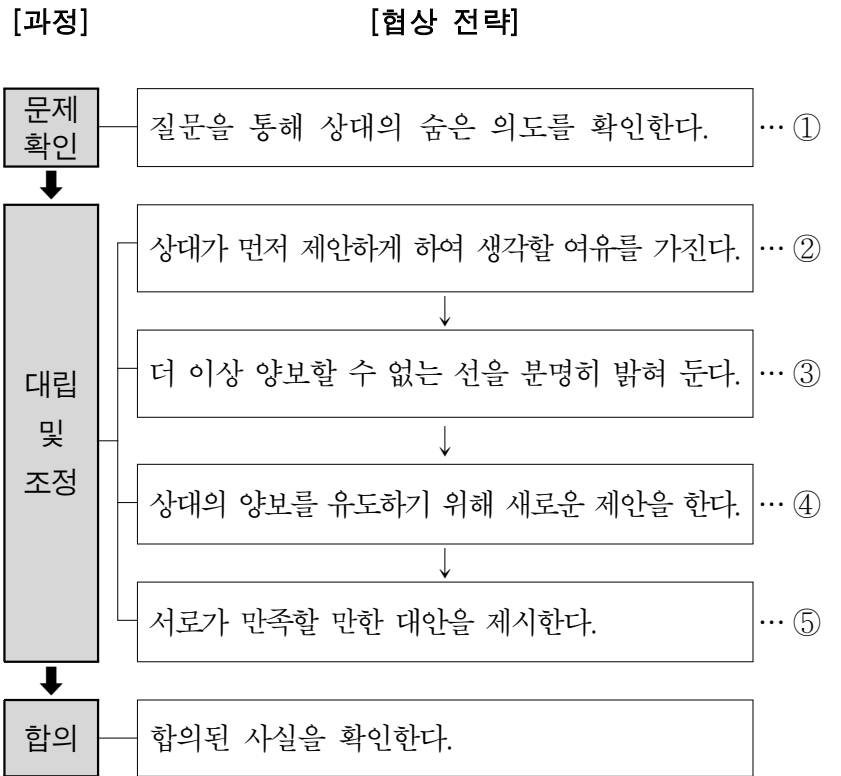 [과정] [협상 전략]
문제
확인
질문을 통해 상대의 숨은 의도를 확인한다. … ①
상대가 먼저 제안하게 하여 생각할 여유를 가진다. … ②
더 이상 양보할 수 없는 선을 분명히 밝혀 둔다. … ③
대립
및
조정
상대의 양보를 유도하기 위해 새로운 제안을 한다. … ④
서로가 만족할 만한 대안을 제시한다. … ⑤
합의
합의된 사실을 확인한다.